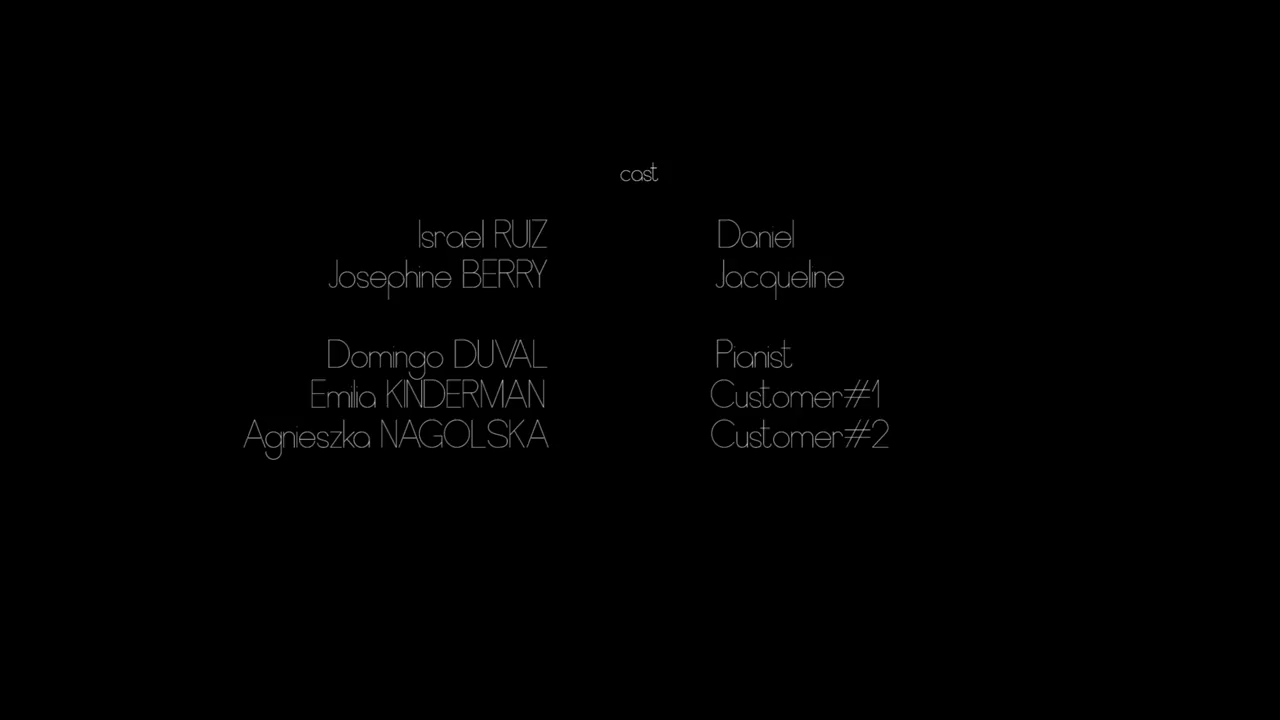 cast
Israel RUIZ Daniel
Josephine BERRY Jacqueline
Domingo DUVAL Pianist
Emilia KINDERMAN Customer#1
Agnieszka NAGOLSKA Customer#2